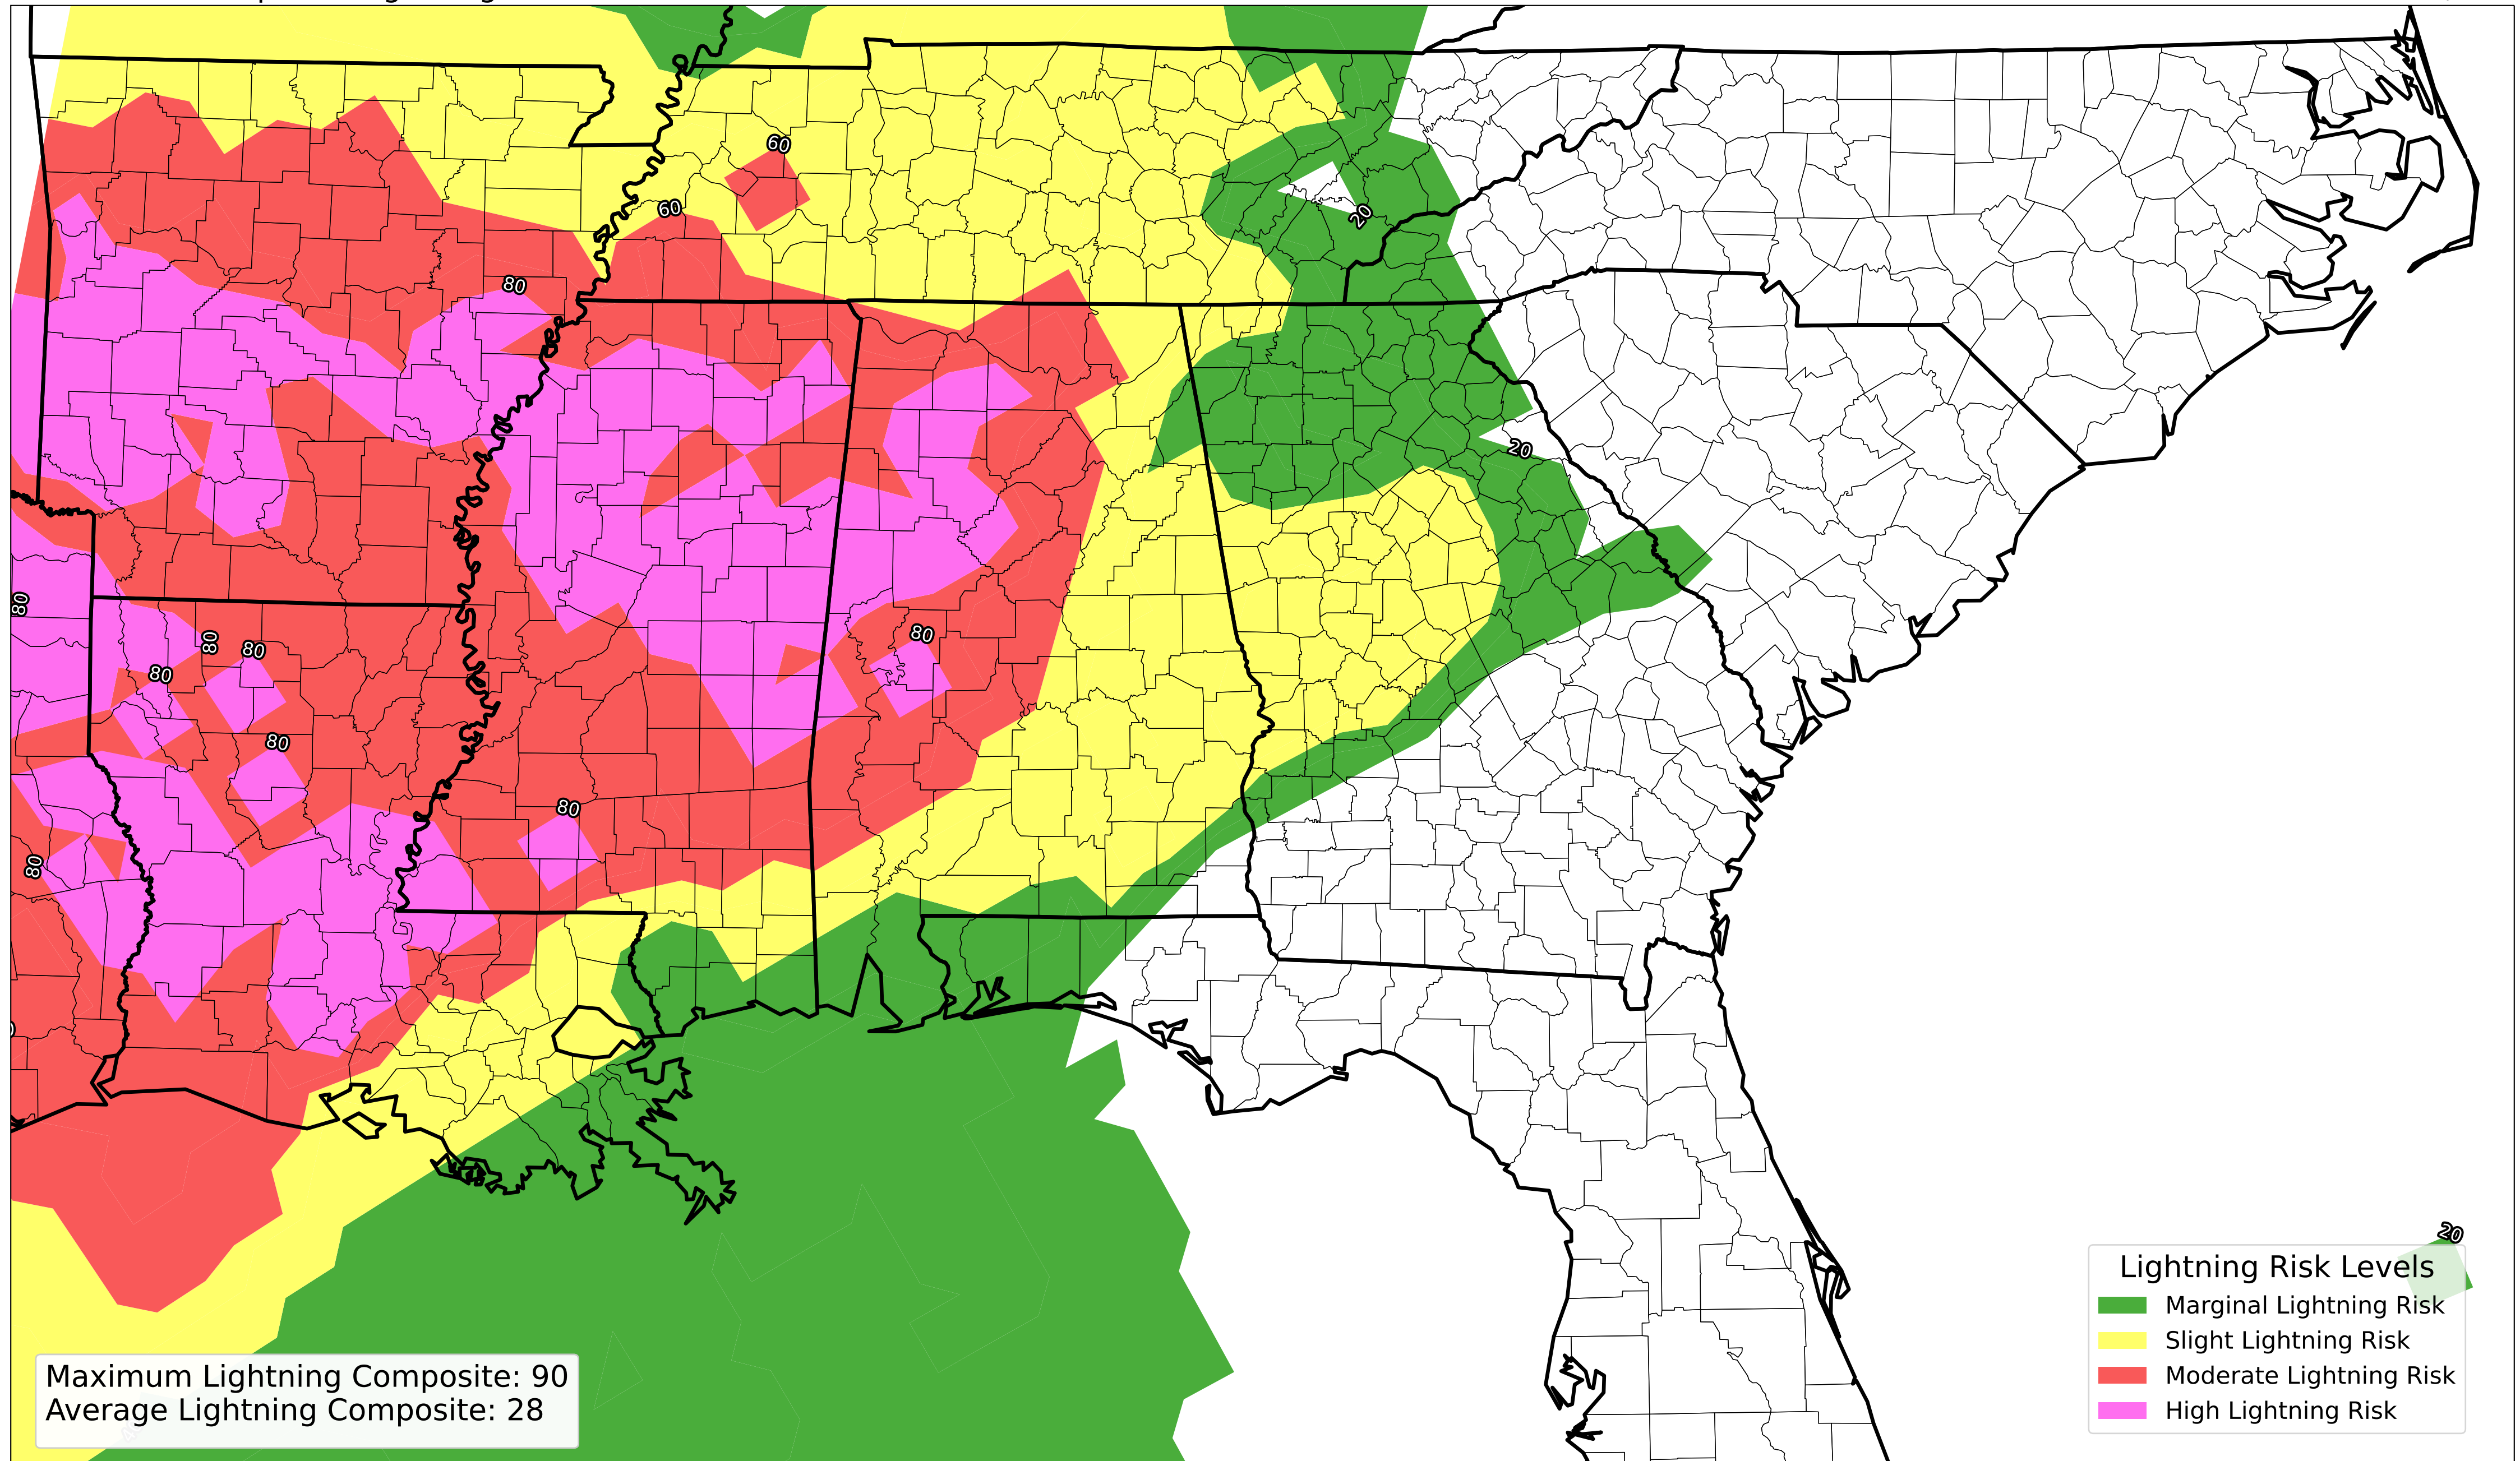 60
60
20
80
20
80
80
80
80
80
80
80
80
20
Lightning Risk Levels
Marginal Lightning Risk
Slight Lightning Risk
Moderate Lightning Risk
High Lightning Risk
Maximum Lightning Composite: 90
Average Lightning Composite: 28